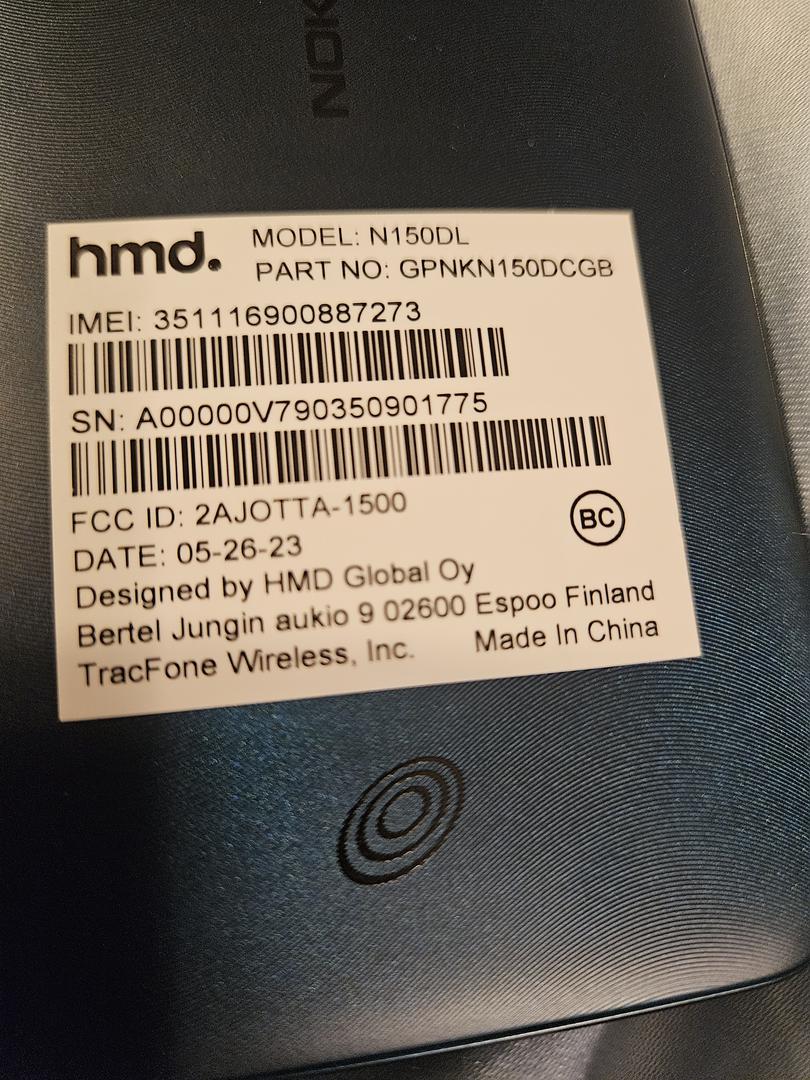 NOK
hmd.
MODEL: N150DL
PART NO: GPNKN150DCGB
IMEI: 351116900887273
SN: A00000V790350901775
FCC ID: 2AJOTTA-1500
BC
DATE: 05-26-23
Designed by HMD Global Oy
Bertel Jungin aukio 9 02600 Espoo Finland
TracFone Wireless, Inc. Made In China